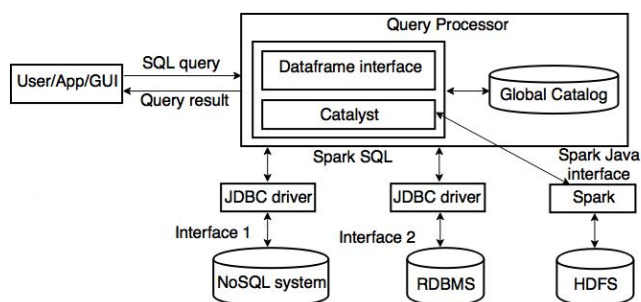 Query Processor
SQL query
User/App/GUI
Query result
Dataframe interface
Catalyst
Global Catalog
Spark SQL
Spark Java
interface
JDBC driver
JDBC driver
Spark
Interface 1
Interface 2
NoSQL system
RDBMS
HDFS